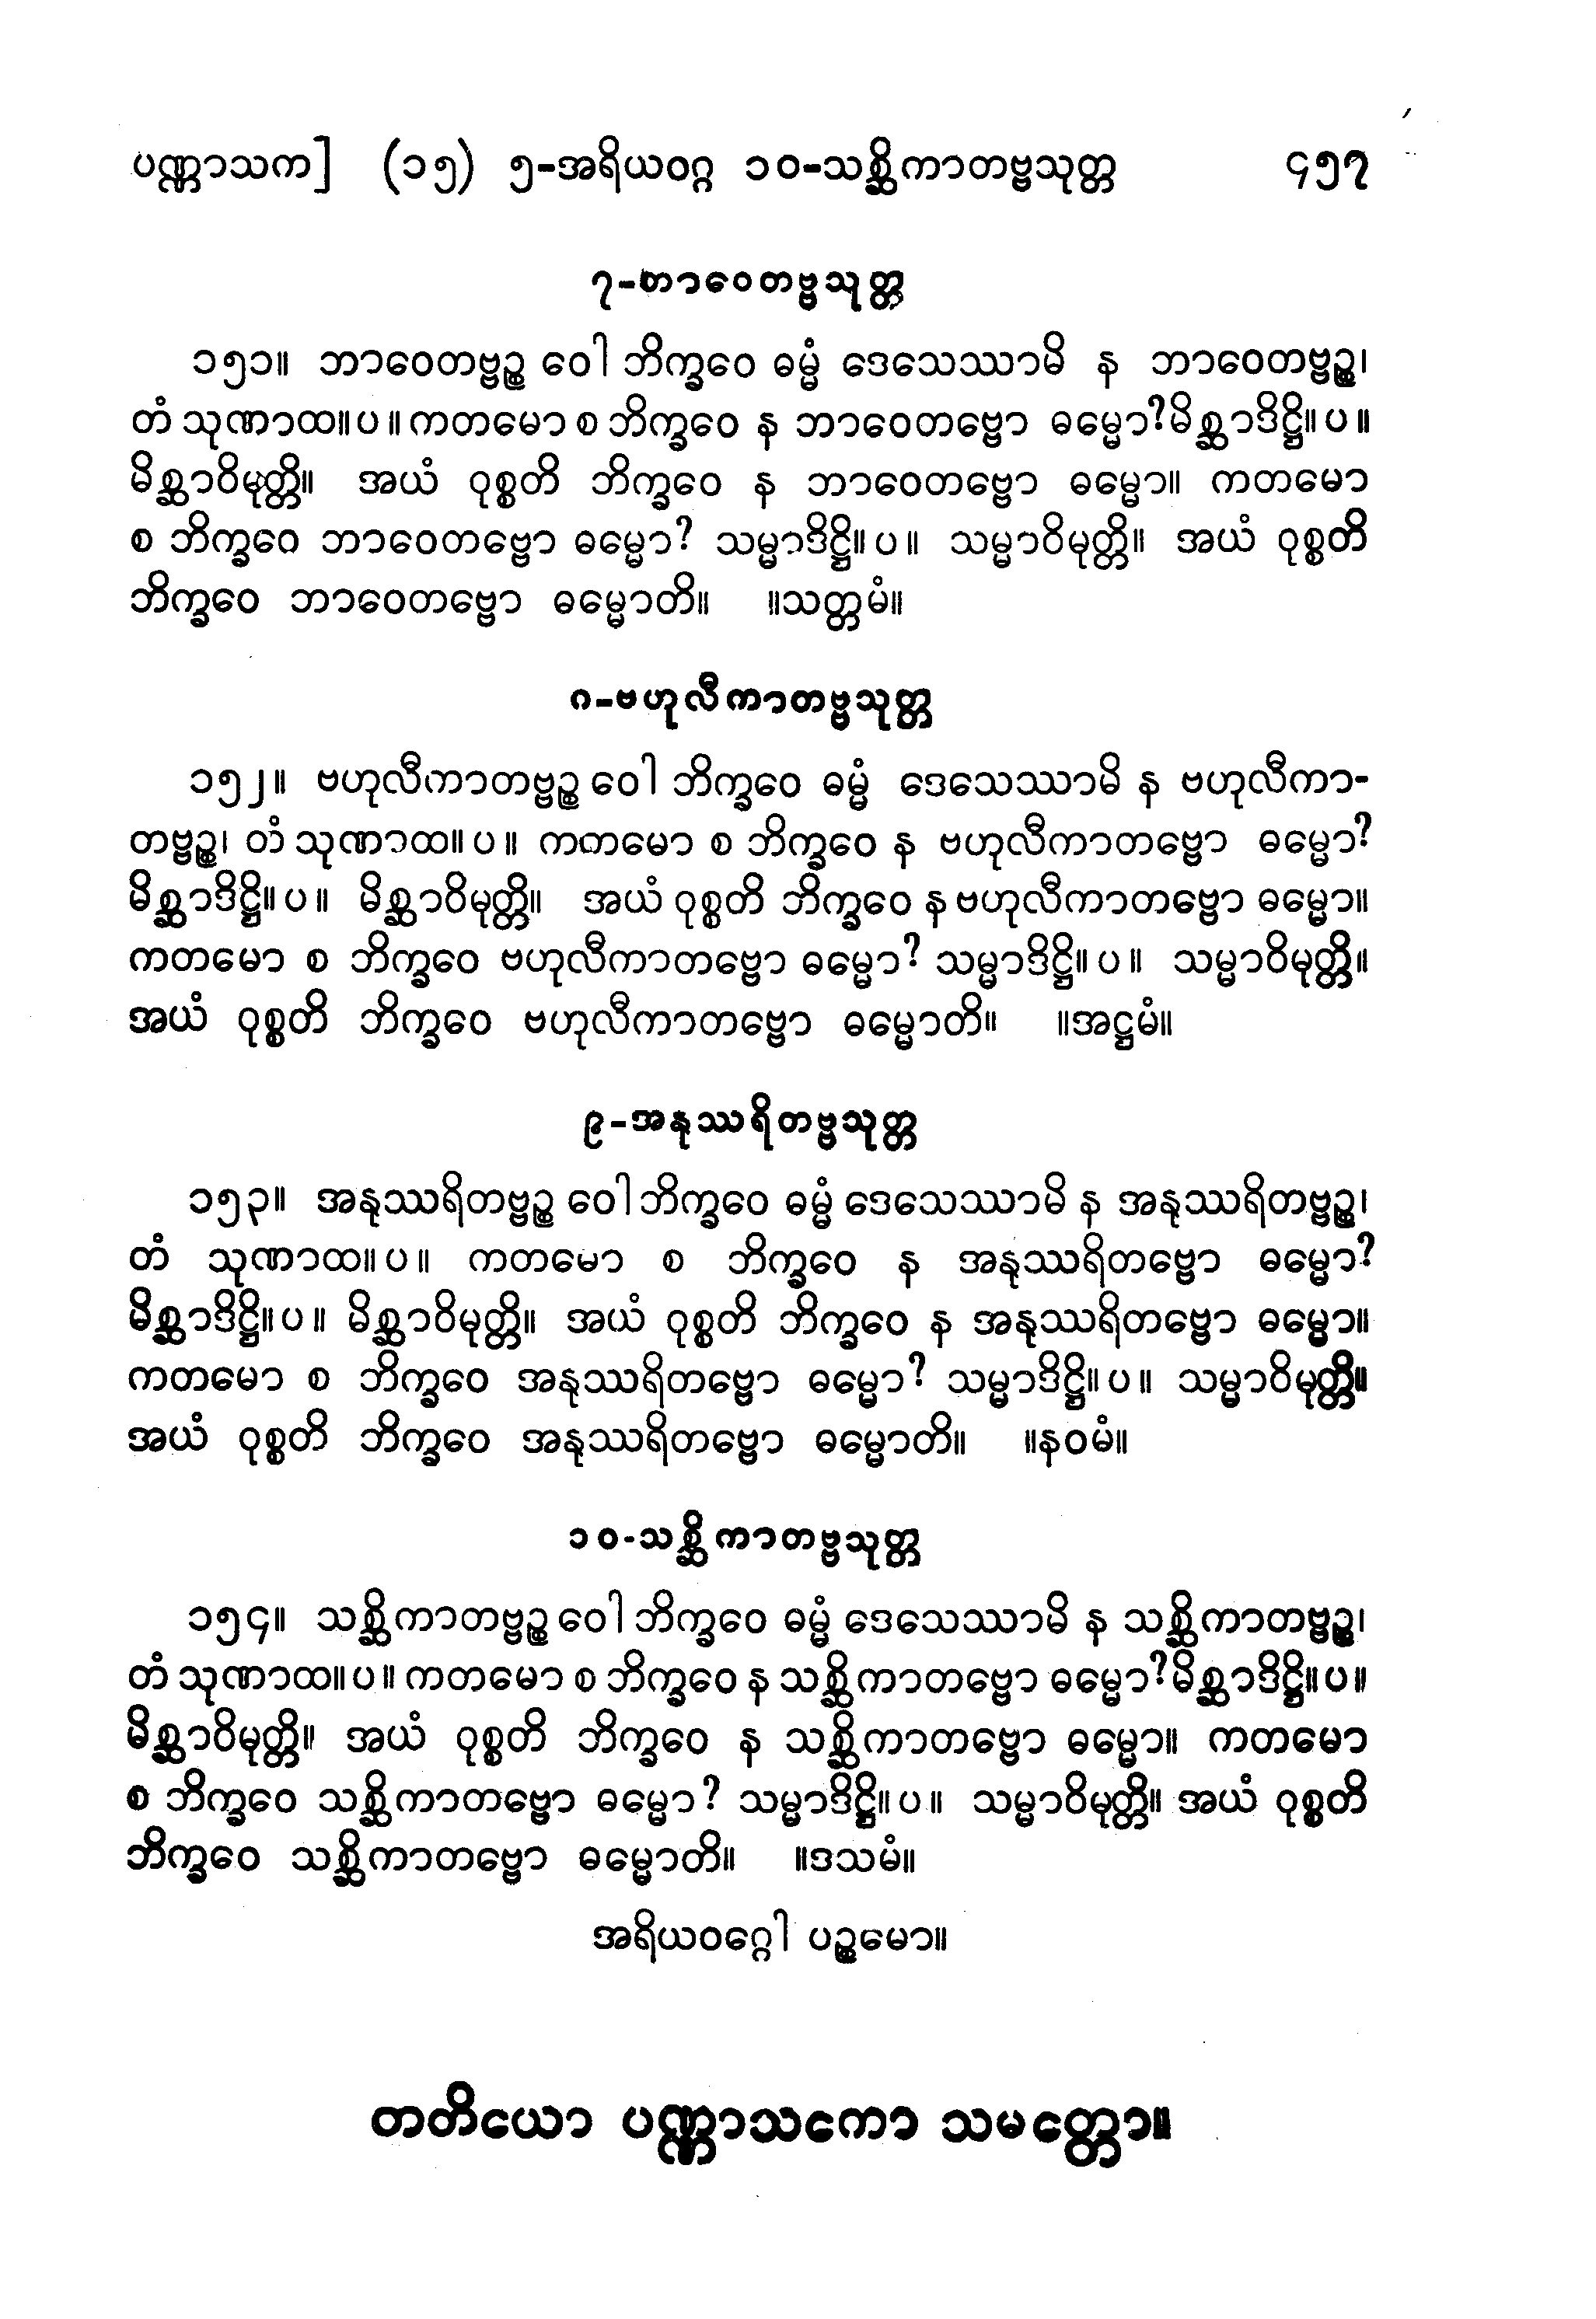 ပဏ္ဏာသက] (၁၅) ၅-အရိယဝဂ္ဂ ၁၀-သစ္ဆိကာတဗ္ဗသုတ္တ ၄၅၇
၇-ဘာဝေတဗ္ဗသုတ္တ
၁၅၁။ ဘာဝေတဗ္ဗဉ္စ ဝေါ ဘိက္ခဝေ ဓမ္မံ ဒေသေဿာမိ န ဘာဝေတဗ္ဗဉ္စ၊
တံ သုဏာထ။ ပ။ ကတမော စ ဘိက္ခဝေ န ဘာဝေတဗ္ဗော ဓမ္မော? မိစ္ဆာဒိဋ္ဌိ။ ပ။
မိစ္ဆာဝိမုတ္တိ။ အယံ ဝုစ္စတိ ဘိက္ခဝေ န ဘာဝေတဗ္ဗော ဓမ္မော။ ကတမော
စ ဘိက္ခဝေ ဘာဝေတဗ္ဗော ဓမ္မော? သမ္မာဒိဋ္ဌိ။ ပ။ သမ္မာဝိမုတ္တိ။ အယံ ဝုစ္စတိ
ဘိက္ခဝေ ဘာဝေတဗ္ဗော ဓမ္မောတိ။ ။သတ္တမံ။
၈-ဗဟုလီကာတဗ္ဗသုတ္တ
၁၅၂။ ဗဟုလီကာတဗ္ဗဉ္စ ဝေါ ဘိက္ခဝေ ဓမ္မံ ဒေသေဿာမိ န ဗဟုလီကာ-
တဗ္ဗဉ္စ၊ တံ သုဏာထ။ ပ။ ကတမော စ ဘိက္ခဝေ န ဗဟုလီကာတဗ္ဗော ဓမ္မော?
မိစ္ဆာဒိဋ္ဌိ။ ပ။ မိစ္ဆာဝိမုတ္တိ။ အယံ ဝုစ္စတိ ဘိက္ခဝေ န ဗဟုလီကာတဗ္ဗော ဓမ္မော။
ကတမော စ ဘိက္ခဝေ ဗဟုလီကာတဗ္ဗော ဓမ္မော? သမ္မာဒိဋ္ဌိ။ ပ။ သမ္မာဝိမုတ္တိ။
အယံ ဝုစ္စတိ ဘိက္ခဝေ ဗဟုလီကာတဗ္ဗော ဓမ္မောတိ။ ။အဋ္ဌမံ။
၉-အနုဿရိတဗ္ဗသုတ္တ
၁၅၃။ အနုဿရိတဗ္ဗဉ္စ ဝေါ ဘိက္ခဝေ ဓမ္မံ ဒေသေဿာမိ န အနုဿရိတဗ္ဗဉ္စ၊
တံ သုဏာထ။ ပ။ ကတမော စ ဘိက္ခဝေ န အနုဿရိတဗ္ဗော ဓမ္မော?
မိစ္ဆာဒိဋ္ဌိ။ ပ။ မိစ္ဆာဝိမုတ္တိ။ အယံ ဝုစ္စတိ ဘိက္ခဝေ န အနုဿရိတဗ္ဗော ဓမ္မော။
ကတမော စ ဘိက္ခဝေ အနုဿရိတဗ္ဗော ဓမ္မော? သမ္မာဒိဋ္ဌိ။ ပ။ သမ္မာဝိမုတ္တိ။
အယံ ဝုစ္စတိ ဘိက္ခဝေ အနုဿရိတဗ္ဗော ဓမ္မောတိ။ ။နဝမံ။
၁၀-သစ္ဆိကာတဗ္ဗသုတ္တ
၁၅၄။ သစ္ဆိကာတဗ္ဗဉ္စ ဝေါ ဘိက္ခဝေ ဓမ္မံ ဒေသေဿာမိ န သစ္ဆိကာတဗ္ဗဉ္စ၊
တံ သုဏာထ။ ပ။ ကတမော စ ဘိက္ခဝေ န သစ္ဆိကာတဗ္ဗော ဓမ္မော? မိစ္ဆာဒိဋ္ဌိ။ ပ။
မိစ္ဆာဝိမုတ္တိ။ အယံ ဝုစ္စတိ ဘိက္ခဝေ န သစ္ဆိကာတဗ္ဗော ဓမ္မော။ ကတမော
စ ဘိက္ခဝေ သစ္ဆိကာတဗ္ဗော ဓမ္မော? သမ္မာဒိဋ္ဌိ။ ပ။ သမ္မာဝိမုတ္တိ။ အယံ ဝုစ္စတိ
ဘိက္ခဝေ သစ္ဆိကာတဗ္ဗော ဓမ္မောတိ။ ။ဒသမံ။
အရိယဝဂ္ဂေါ ပဉ္စမော။
တတိယော ပဏ္ဏာသကော သမတ္တော။